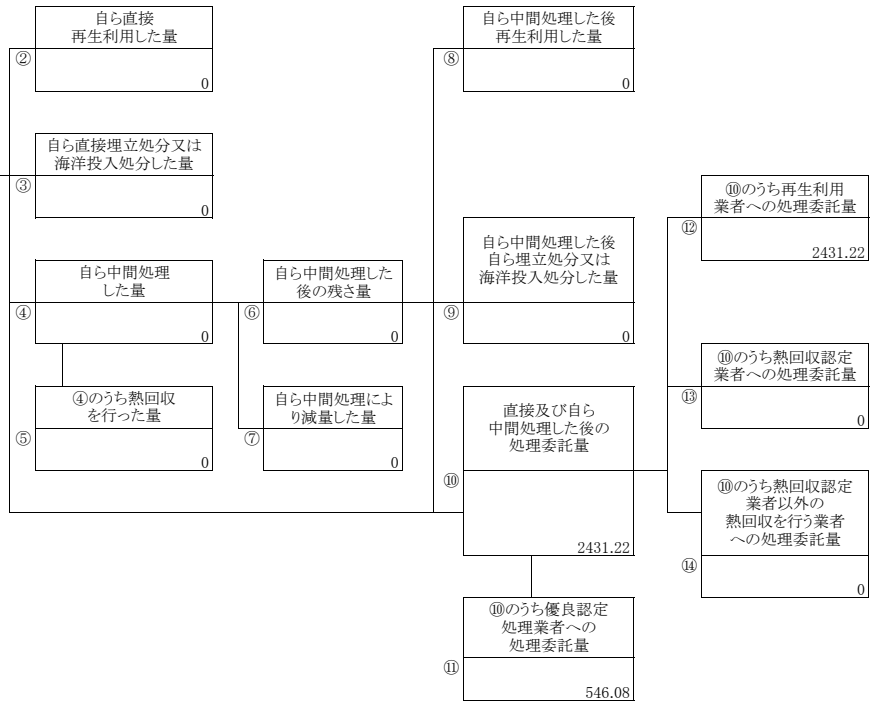 自ら直接
再生利用した量
②
0
自ら直接埋立処分又は
海洋投入処分した量
③
0
自ら中間処理
した量
④
0
④のうち熱回収
を行った量
⑤
0
自ら中間処理した
後の残さ量
⑥
0
自ら中間処理によ
り減量した量
⑦
0
自ら中間処理した後
再生利用した量
⑧
0
自ら中間処理した後
自ら埋立処分又は
海洋投入処分した量
⑨
0
直接及び自ら
中間処理した後の
処理委託量
⑩
2431.22
⑩のうち優良認定
処理業者への
処理委託量
⑪
546.08
⑩のうち再生利用
業者への処理委託量
⑫
2431.22
⑩のうち熱回収認定
業者への処理委託量
⑬
0
⑩のうち熱回収認定
業者以外の
熱回収を行う業者
への処理委託量
⑭
0